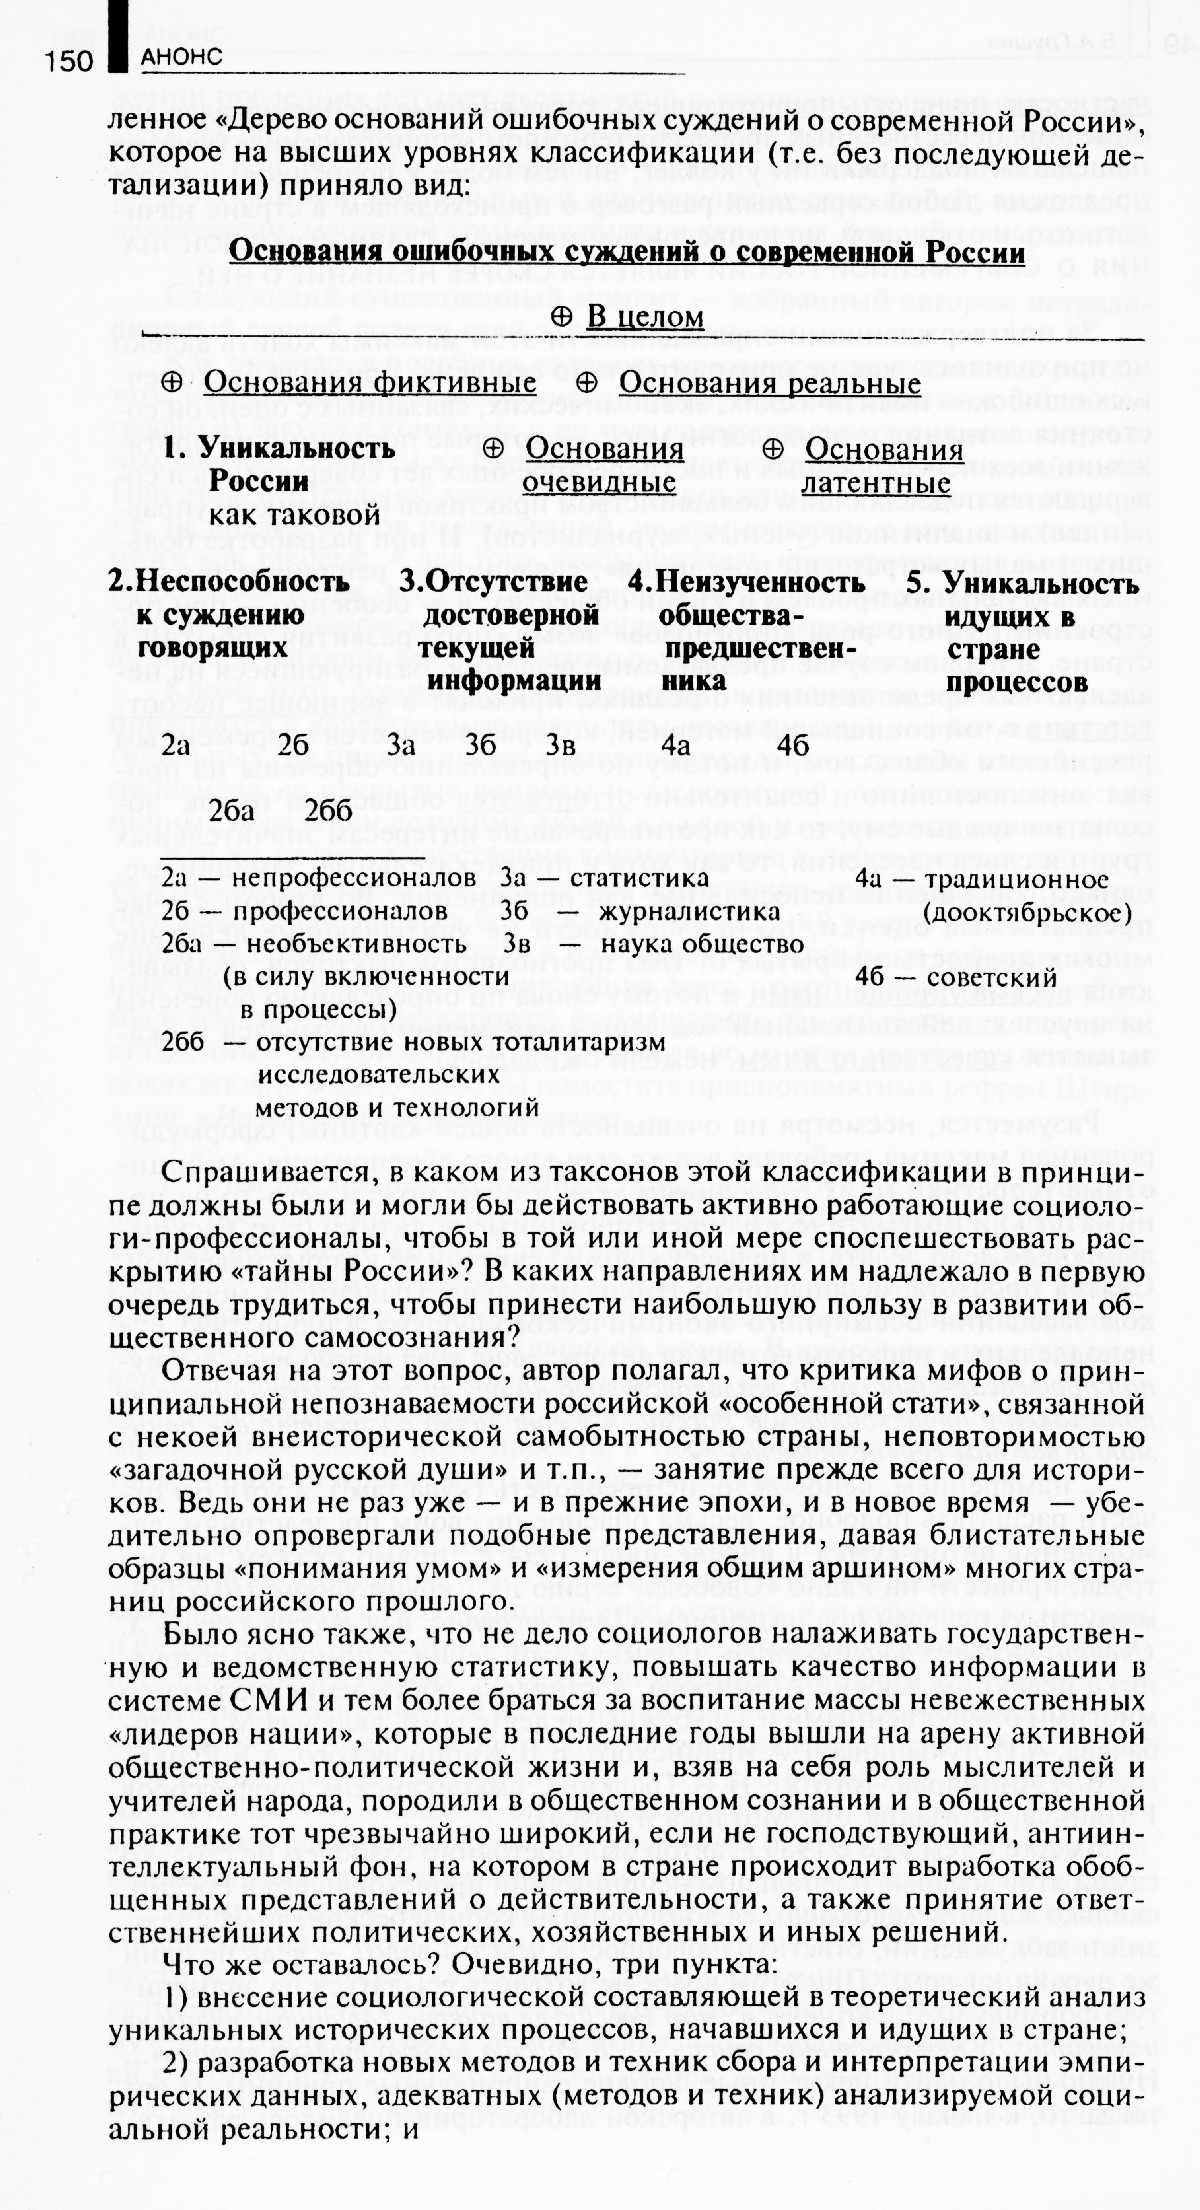 150 АНОНС
ленное «Дерево оснований ошибочных суждений о современной России»,
которое на высших уровнях классификации (т.е. без последующей де-
тализации) приняло вид:
Основания ошибочных суждений о современной России
⊕ В целом
⊕ Основания фиктивные ⊕ Основания реальные
1. Уникальность ⊕ Основания ⊕ Основания
России очевидные латентные
как таковой
2.Неспособность 3.Отсутствие 4.Неизученность 5 Уникальность
к суждению достоверной общества- идущих в
говорящих текущей предшествен- стране
информации ника процессов
2а 2б 3а 3б 3в 4а 4б
2ба 2бб
2а — непрофессионалов 3а — статистика 4а — традиционное
2б — профессионалов 3б — журналистика (дооктябрьское)
2ба — необъективность 3в — наука общество
(в силу включенности 4б — советский
в процессы)
2бб — отсутствие новых тоталитаризм
исследовательских
методов и технологий
Спрашивается, в каком из таксонов этой классификации в принци-
пе должны были и могли бы действовать активно работающие социоло-
ги-профессионалы, чтобы в той или иной мере споспешествовать рас-
крытию «тайны России»? В каких направлениях им надлежало в первую
очередь трудиться, чтобы принести наибольшую пользу в развитии об-
щественного самосознания?
Отвечая на этот вопрос, автор полагал, что критика мифов о прин-
ципиальной непознаваемости российской «особенной стати», связанной
с некоей внеисторической самобытностью страны, неповторимостью
«загадочной русской души» и т.п., — занятие прежде всего для истори-
ков. Ведь они не раз уже — и в прежние эпохи, и в новое время — убе-
дительно опровергали подобные представления, давая блистательные
образцы «понимания умом» и «измерения общим аршином» многих стра-
ниц российского прошлого.
Было ясно также, что не дело социологов налаживать государствен-
ную и ведомственную статистику, повышать качество информации в
системе СМИ и тем более браться за воспитание массы невежественных
«лидеров нации», которые в последние годы вышли на арену активной
общественно-политической жизни и, взяв на себя роль мыслителей и
учителей народа, породили в общественном сознании и в общественной
практике тот чрезвычайно широкий, если не господствующий, антиин-
теллектуальный фон, на котором в стране происходит выработка обоб-
щенных представлений о действительности, а также принятие ответ-
ственнейших политических, хозяйственных и иных решений.
Что же оставалось? Очевидно, три пункта:
1) внесение социологической составляющей в теоретический анализ
уникальных исторических процессов, начавшихся и идущих в стране;
2) разработка новых методов и техник сбора и интерпретации эмпи-
рических данных, адекватных (методов и техник) анализируемой соци-
альной реальности; и